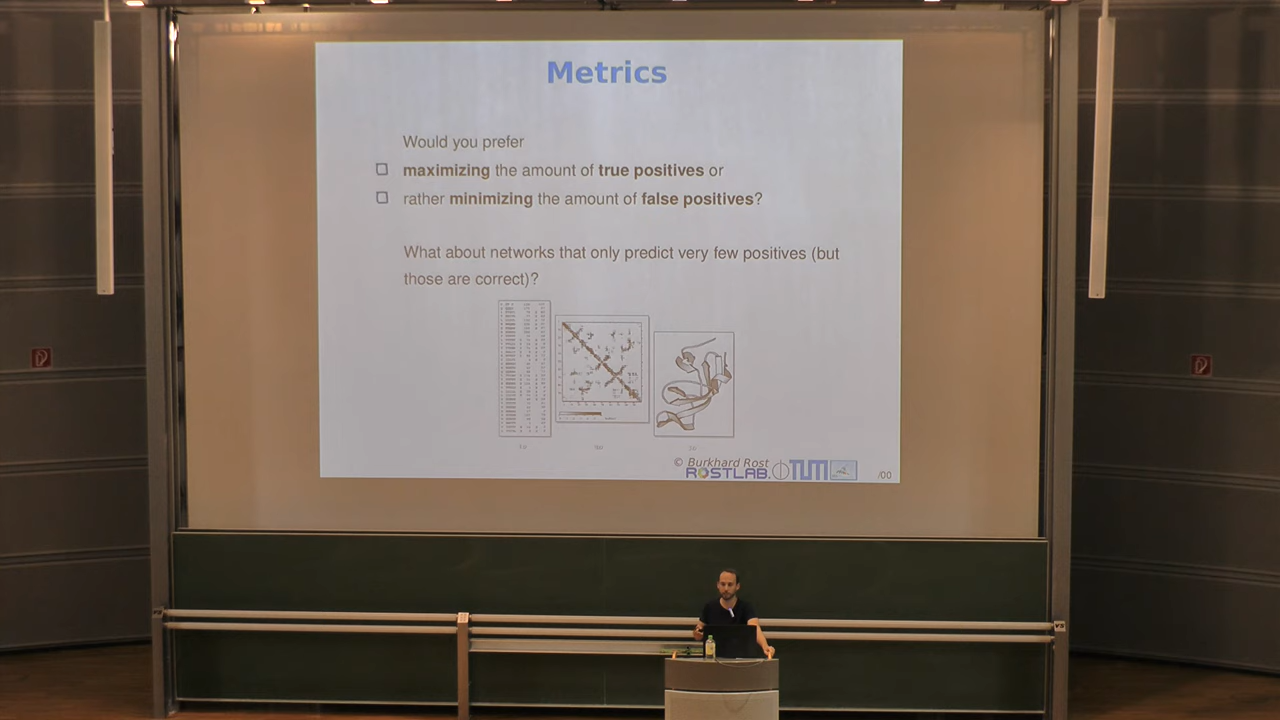 Metrics
Would you prefer
maximizing the amount of true positives or
rather minimizing the amount of false positives?
What about networks that only predict very few positives (but
those are correct)?
© Burkhard Rost
ROSTLAB.
TUM
/00